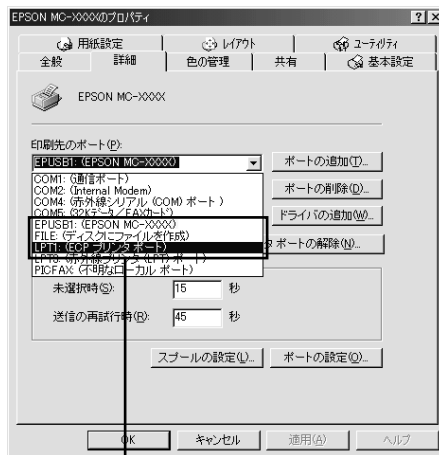 EPSON MC-XXXXのプロパティ
用紙設定 レイアウト ユーティリティ
全般 詳細 色の管理 共有 基本設定
EPSON MC-XXXX
印刷先のポート(P):
EPUSB1: (EPSON MC-XXXX) ポートの追加(T)...
COM1: (通信ポート)
COM2: (Internal Modem) ポートの削除(D)...
COM4: (赤外線シリアル (COM) ポート )
COM5: (32Kデータ/FAXカード) ドライバの追加(W)...
EPUSB1: (EPSON MC-XXXX)
FILE: (ディスクにファイルを作成)
LPT1: (ECP プリンタ ポート) タ ポートの解除(N)...
LPT3: (赤外線プリンタ (LPT) ポート )
PICFAX: (不明なローカル ポート)
未選択時(S): 15 秒
送信の再試行時(R): 45 秒
スプールの設定(L)... ポートの設定(O)...
OK キャンセル 適用(A) ヘルプ